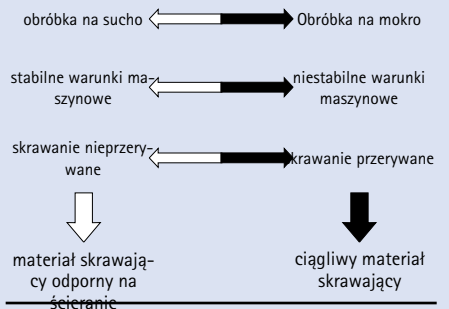 obróbka na sucho
Obróbka na mokro
stabilne warunki ma-
szynowe
niestabilne warunki
maszynowe
skrawanie nieprzery-
wane
krawanie przerywane
materiał skrawają-
cy odporny na
ścieranie
ciągliwy materiał
skrawający